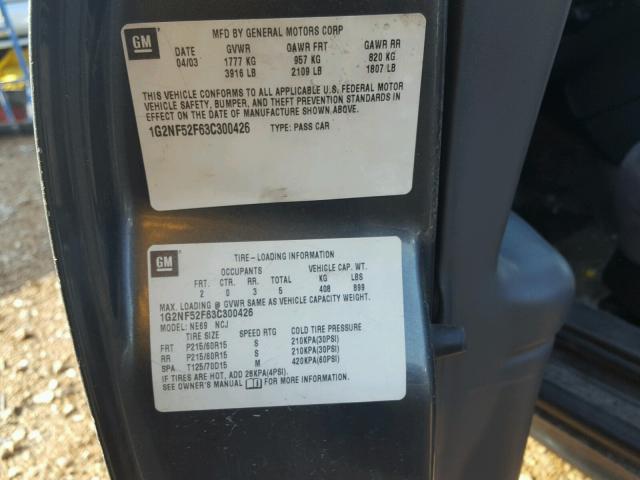 GM
MFD BY GENERAL MOTORS CORP
DATE GVWR GAWR FRT GAWR RR
04/03 1777 KG 957 KG 820 KG
3916 LB 2109 LB 1807 LB
THIS VEHICLE CONFORMS TO ALL APPLICABLE U.S. FEDERAL MOTOR
VEHICLE SAFETY, BUMPER, AND THEFT PREVENTION STANDARDS IN
EFFECT ON THE DATE OF MANUFACTURE SHOWN ABOVE.
1G2NF52F63C300426 TYPE: PASS CAR
GM
TIRE-LOADING INFORMATION
OCCUPANTS VEHICLE CAP. WT.
FRT. CTR. RR. TOTAL KG LBS
2 0 3 5 408 899
MAX. LOADING @ GVWR SAME AS VEHICLE CAPACITY WEIGHT.
1G2NF52F63C300426
MODEL: NE69 NCJ
TIRE SIZE SPEED RTG COLD TIRE PRESSURE
FRT P215/60R15 S 210KPA(30PSI)
RR P215/60R15 S 210KPA(30PSI)
SPA T125/70D15 M 420KPA(60PSI)
IF TIRES ARE HOT, ADD 28KPA(4PSI).
SEE OWNER'S MANUAL FOR ADDITIONAL INFORMATION.